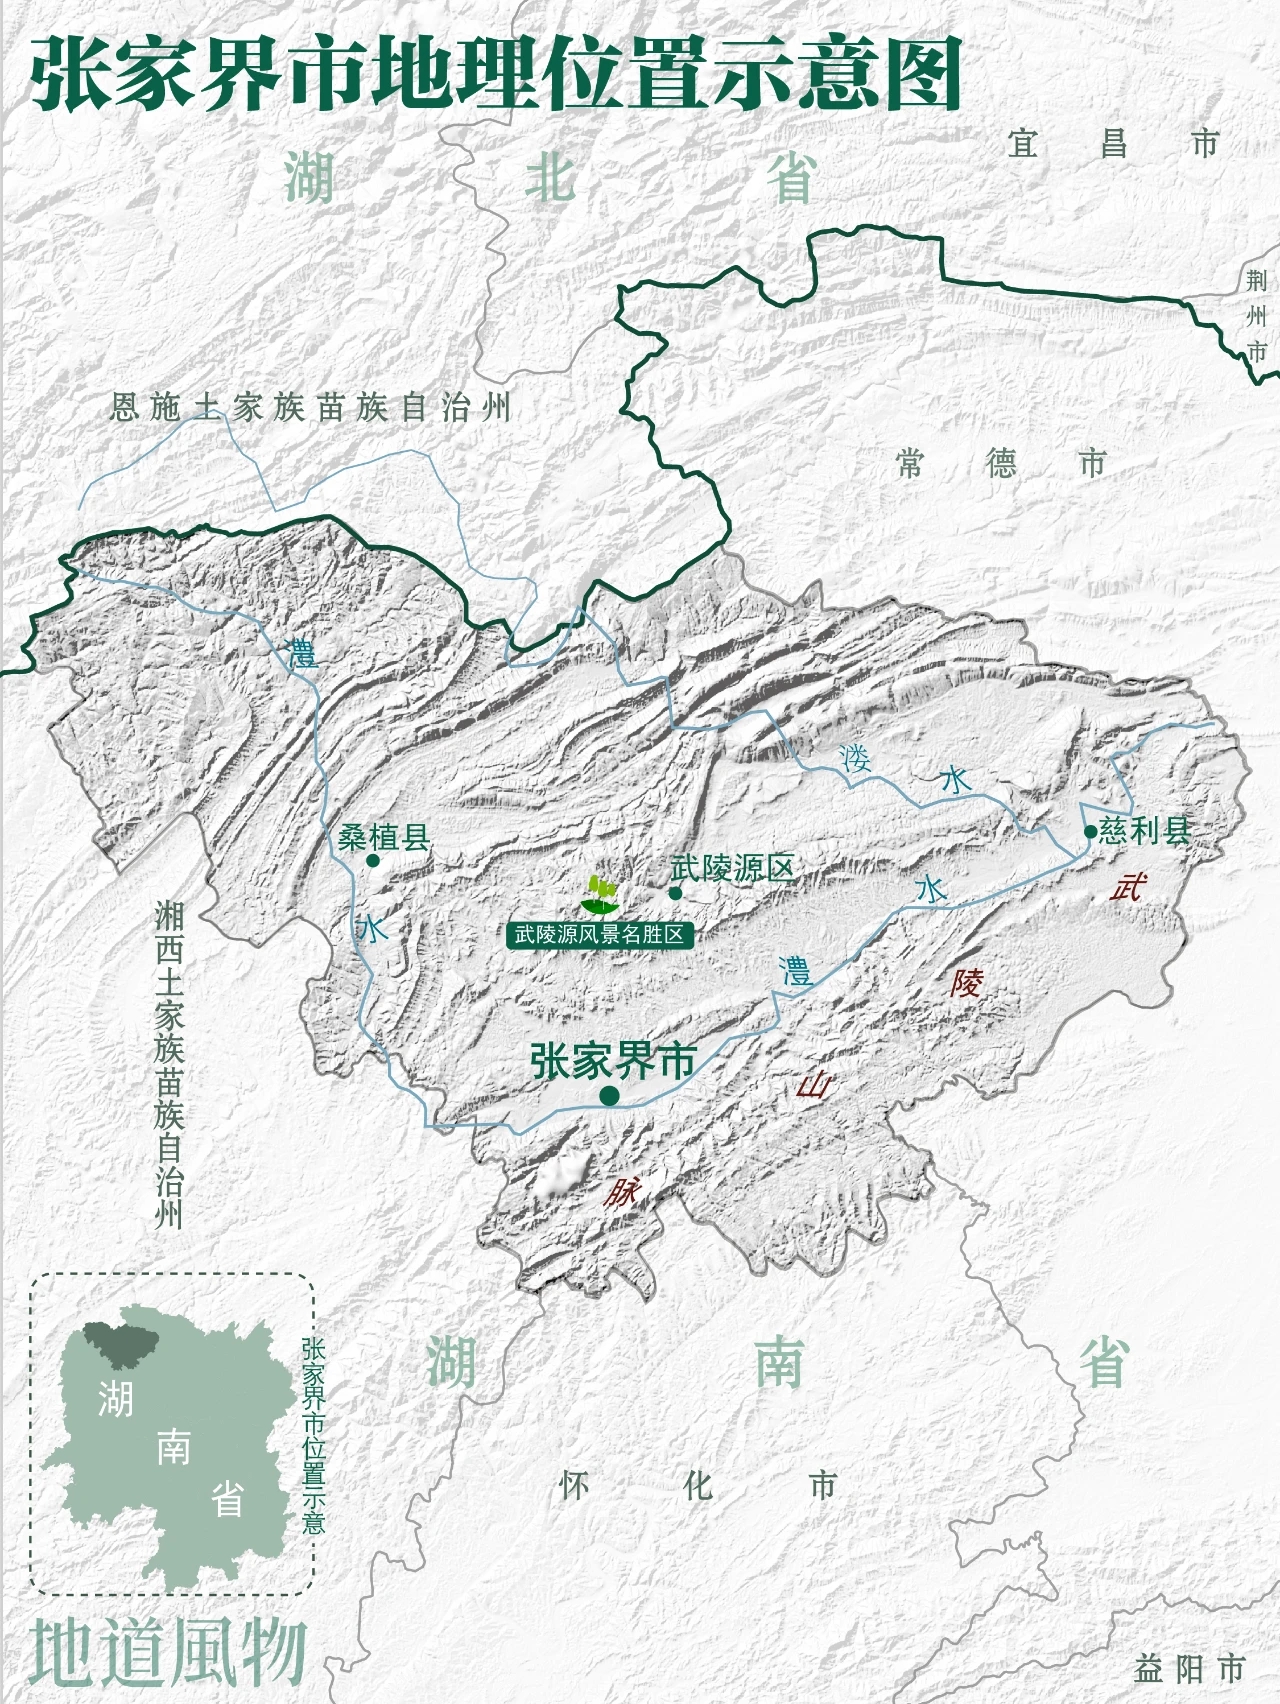 张家界市地理位置示意图
宜昌市
湖北省
荆州市
恩施土家族苗族自治州
常德市
澧
溇水
桑植县
慈利县
武陵源区
水
武陵源风景名胜区
水
澧
武陵山脉
张家界市
湘西土家族苗族自治州
湖南省
张家界市位置示意
湖南省
怀化市
地道風物
益阳市